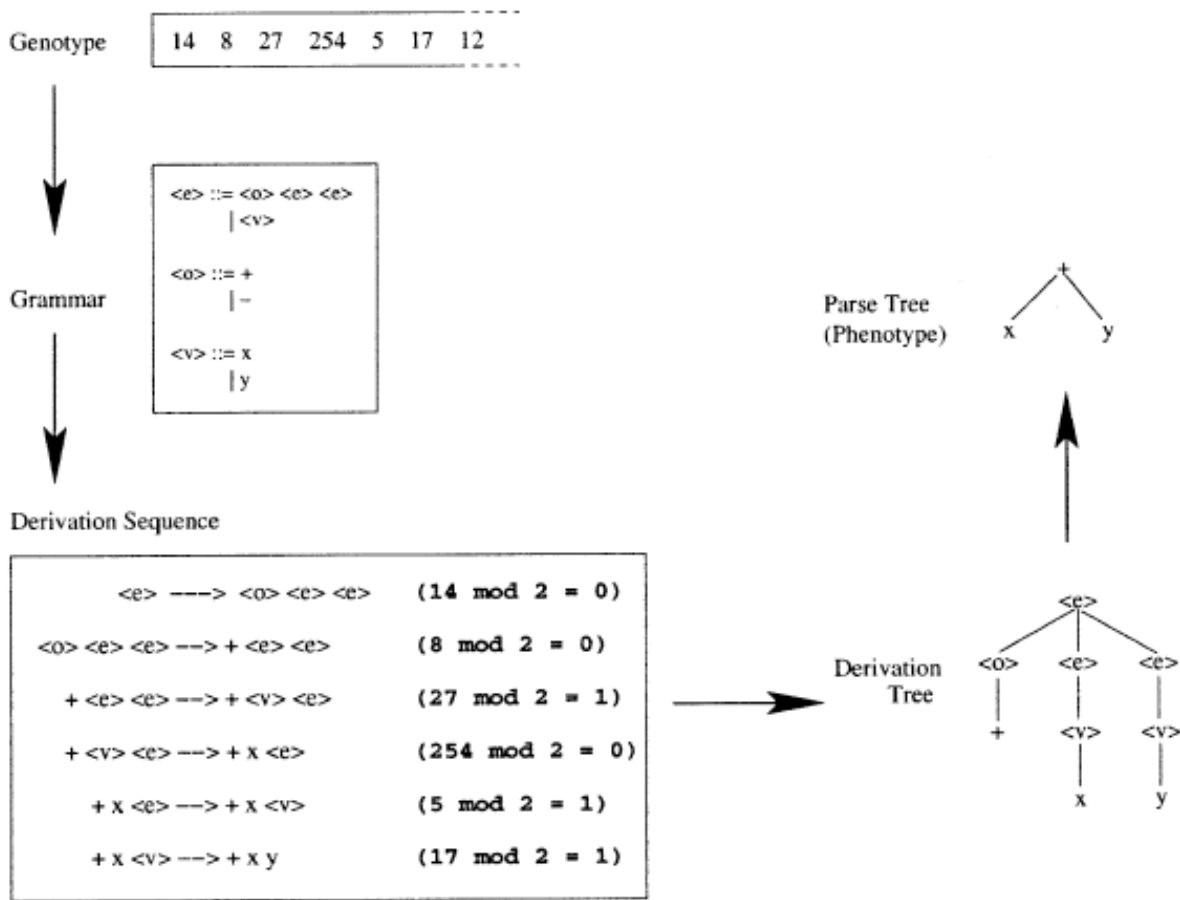 Genotype 14 8 27 254 5 17 12
<e> ::= <o> <e> <e>
| <v>
<o> ::= +
| –
<v> ::= x
| y
Grammar
Derivation Sequence
<e> ---> <o> <e> <e> (14 mod 2 = 0)
<o> <e> <e> --> + <e> <e> (8 mod 2 = 0)
+ <e> <e> --> + <v> <e> (27 mod 2 = 1)
+ <v> <e> --> + x <e> (254 mod 2 = 0)
+ x <e> --> + x <v> (5 mod 2 = 1)
+ x <v> --> + x y (17 mod 2 = 1)
Parse Tree
(Phenotype)
+
x y
Derivation
Tree
<e>
<o> <e> <e>
+ <v> <v>
x y